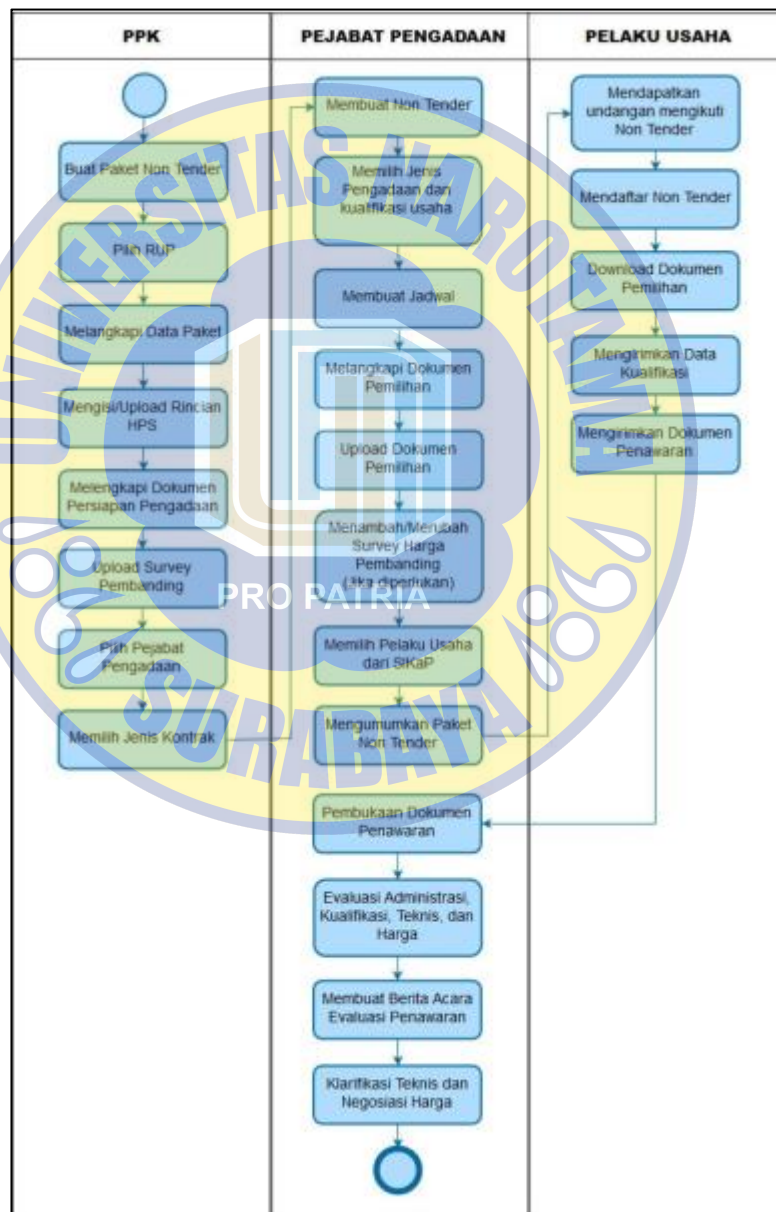 PPK
PEJABAT PENGADAAN
PELAKU USAHA
Buat Paket Non Tender
Pilih RUP
Melangkapi Data Paket
Mengisi/Upload Rincian
HPS
Melengkapi Dokumen
Persiapan Pengadaan
Upload Survey
Pembanding
Pilih Pejabat
Pengadaan
Memilih Jenis Kontrak
Membuat Non Tender
Memilih Jenis
Pengadaan dan
kualifikasi usaha
Membuat Jadwal
Melangkapi Dokumen
Pemilihan
Upload Dokumen
Pemilihan
Menambah/Merubah
Survey Harga
Pembanding
(Jika diperlukan)
Memilih Pelaku Usaha
dari SIKaP
Mengumumkan Paket
Non Tender
Pembukaan Dokumen
Penawaran
Evaluasi Administrasi,
Kualifikasi, Teknis, dan
Harga
Membuat Berita Acara
Evaluasi Penawaran
Klarifikasi Teknis dan
Negosiasi Harga
Mendapatkan
undangan mengikuti
Non Tender
Mendaftar Non Tender
Download Dokumen
Pemilihan
Mengirimkan Data
Kualifikasi
Mengirimkan Dokumen
Penawaran
UNIVERSITAS NAROTAMA
PRO PATRIA
SURABAYA